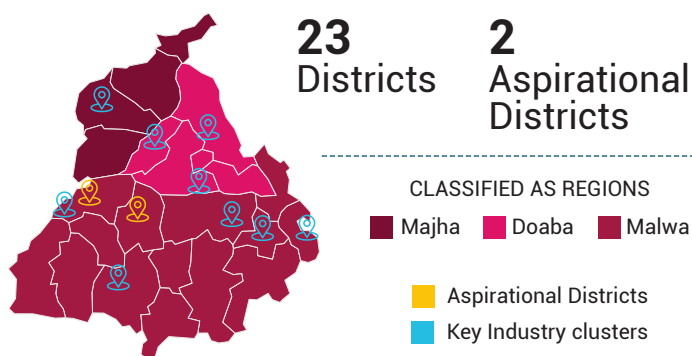 23
Districts
2
Aspirational
Districts
CLASSIFIED AS REGIONS
Majha
Doaba
Malwa
Aspirational Districts
Key Industry clusters